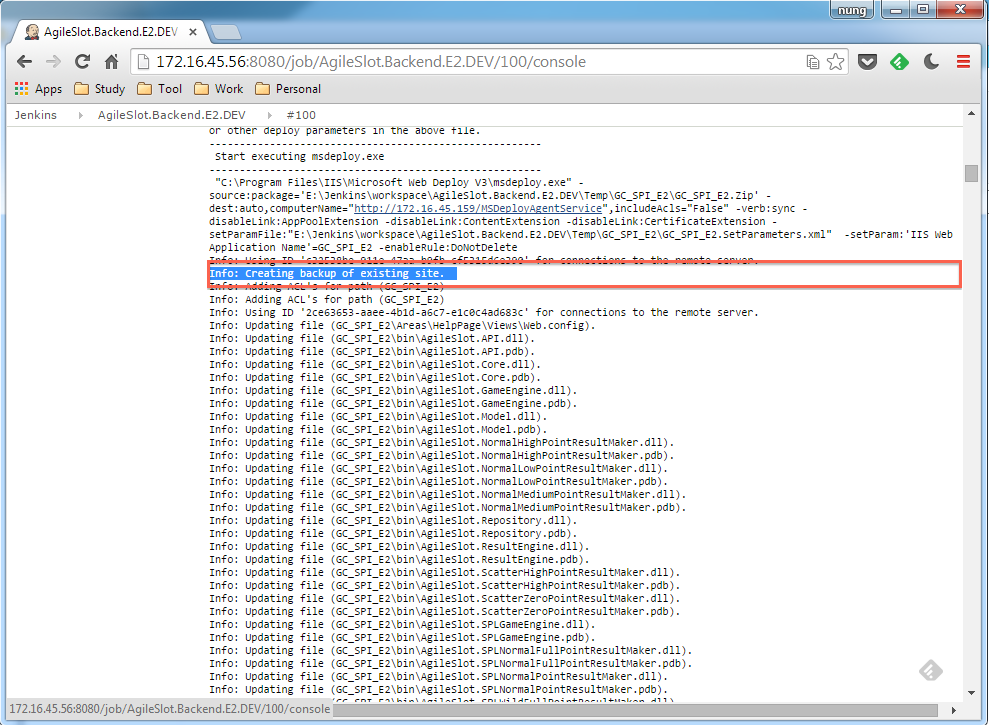 nung
AgileSlot.Backend.E2.DEV
172.16.45.56:8080/job/AgileSlot.Backend.E2.DEV/100/console
Apps Study Tool Work Personal
Jenkins AgileSlot.Backend.E2.DEV #100
or other deploy parameters in the above file.
-------------------------------------------------------
Start executing msdeploy.exe
-------------------------------------------------------
"C:\Program Files\IIS\Microsoft Web Deploy V3\msdeploy.exe" -
source:package='E:\Jenkins\workspace\AgileSlot.Backend.E2.DEV\Temp\GC_SPI_E2\GC_SPI_E2.Zip' -
dest:auto,computerName="http://172.16.45.159/MSDeployAgentService",includeAcls="False" -verb:sync -
disableLink:AppPoolExtension -disableLink:ContentExtension -disableLink:CertificateExtension -
setParamFile:"E:\Jenkins\workspace\AgileSlot.Backend.E2.DEV\Temp\GC_SPI_E2\GC_SPI_E2.SetParameters.xml" -setParam:'IIS Web
Application Name'=GC_SPI_E2 -enableRule:DoNotDelete
Info: Using ID for connections to the remote server.
Info: Creating backup of existing site.
Info: Adding ACL's for path (GC_SPI_E2)
Info: Adding ACL's for path (GC_SPI_E2)
Info: Using ID '2ce63653-aaee-4b1d-a6c7-e1c0c4ad683c' for connections to the remote server.
Info: Updating file (GC_SPI_E2\Areas\HelpPage\Views\Web.config).
Info: Updating file (GC_SPI_E2\bin\AgileSlot.API.dll).
Info: Updating file (GC_SPI_E2\bin\AgileSlot.API.pdb).
Info: Updating file (GC_SPI_E2\bin\AgileSlot.Core.dll).
Info: Updating file (GC_SPI_E2\bin\AgileSlot.Core.pdb).
Info: Updating file (GC_SPI_E2\bin\AgileSlot.GameEngine.dll).
Info: Updating file (GC_SPI_E2\bin\AgileSlot.GameEngine.pdb).
Info: Updating file (GC_SPI_E2\bin\AgileSlot.Model.dll).
Info: Updating file (GC_SPI_E2\bin\AgileSlot.Model.pdb).
Info: Updating file (GC_SPI_E2\bin\AgileSlot.NormalHighPointResultMaker.dll).
Info: Updating file (GC_SPI_E2\bin\AgileSlot.NormalHighPointResultMaker.pdb).
Info: Updating file (GC_SPI_E2\bin\AgileSlot.NormalLowPointResultMaker.dll).
Info: Updating file (GC_SPI_E2\bin\AgileSlot.NormalLowPointResultMaker.pdb).
Info: Updating file (GC_SPI_E2\bin\AgileSlot.NormalMediumPointResultMaker.dll).
Info: Updating file (GC_SPI_E2\bin\AgileSlot.NormalMediumPointResultMaker.pdb).
Info: Updating file (GC_SPI_E2\bin\AgileSlot.Repository.dll).
Info: Updating file (GC_SPI_E2\bin\AgileSlot.Repository.pdb).
Info: Updating file (GC_SPI_E2\bin\AgileSlot.ResultEngine.dll).
Info: Updating file (GC_SPI_E2\bin\AgileSlot.ResultEngine.pdb).
Info: Updating file (GC_SPI_E2\bin\AgileSlot.ScatterHighPointResultMaker.dll).
Info: Updating file (GC_SPI_E2\bin\AgileSlot.ScatterHighPointResultMaker.pdb).
Info: Updating file (GC_SPI_E2\bin\AgileSlot.ScatterZeroPointResultMaker.dll).
Info: Updating file (GC_SPI_E2\bin\AgileSlot.ScatterZeroPointResultMaker.pdb).
Info: Updating file (GC_SPI_E2\bin\AgileSlot.SPLGameEngine.dll).
Info: Updating file (GC_SPI_E2\bin\AgileSlot.SPLGameEngine.pdb).
Info: Updating file (GC_SPI_E2\bin\AgileSlot.SPLNormalFullPointResultMaker.dll).
Info: Updating file (GC_SPI_E2\bin\AgileSlot.SPLNormalFullPointResultMaker.pdb).
Info: Updating file (GC_SPI_E2\bin\AgileSlot.SPLNormalPointResultMaker.dll).
Info: Updating file (GC_SPI_E2\bin\AgileSlot.SPLNormalPointResultMaker.pdb).
172.16.45.56:8080/job/AgileSlot.Backend.E2.DEV/100/console